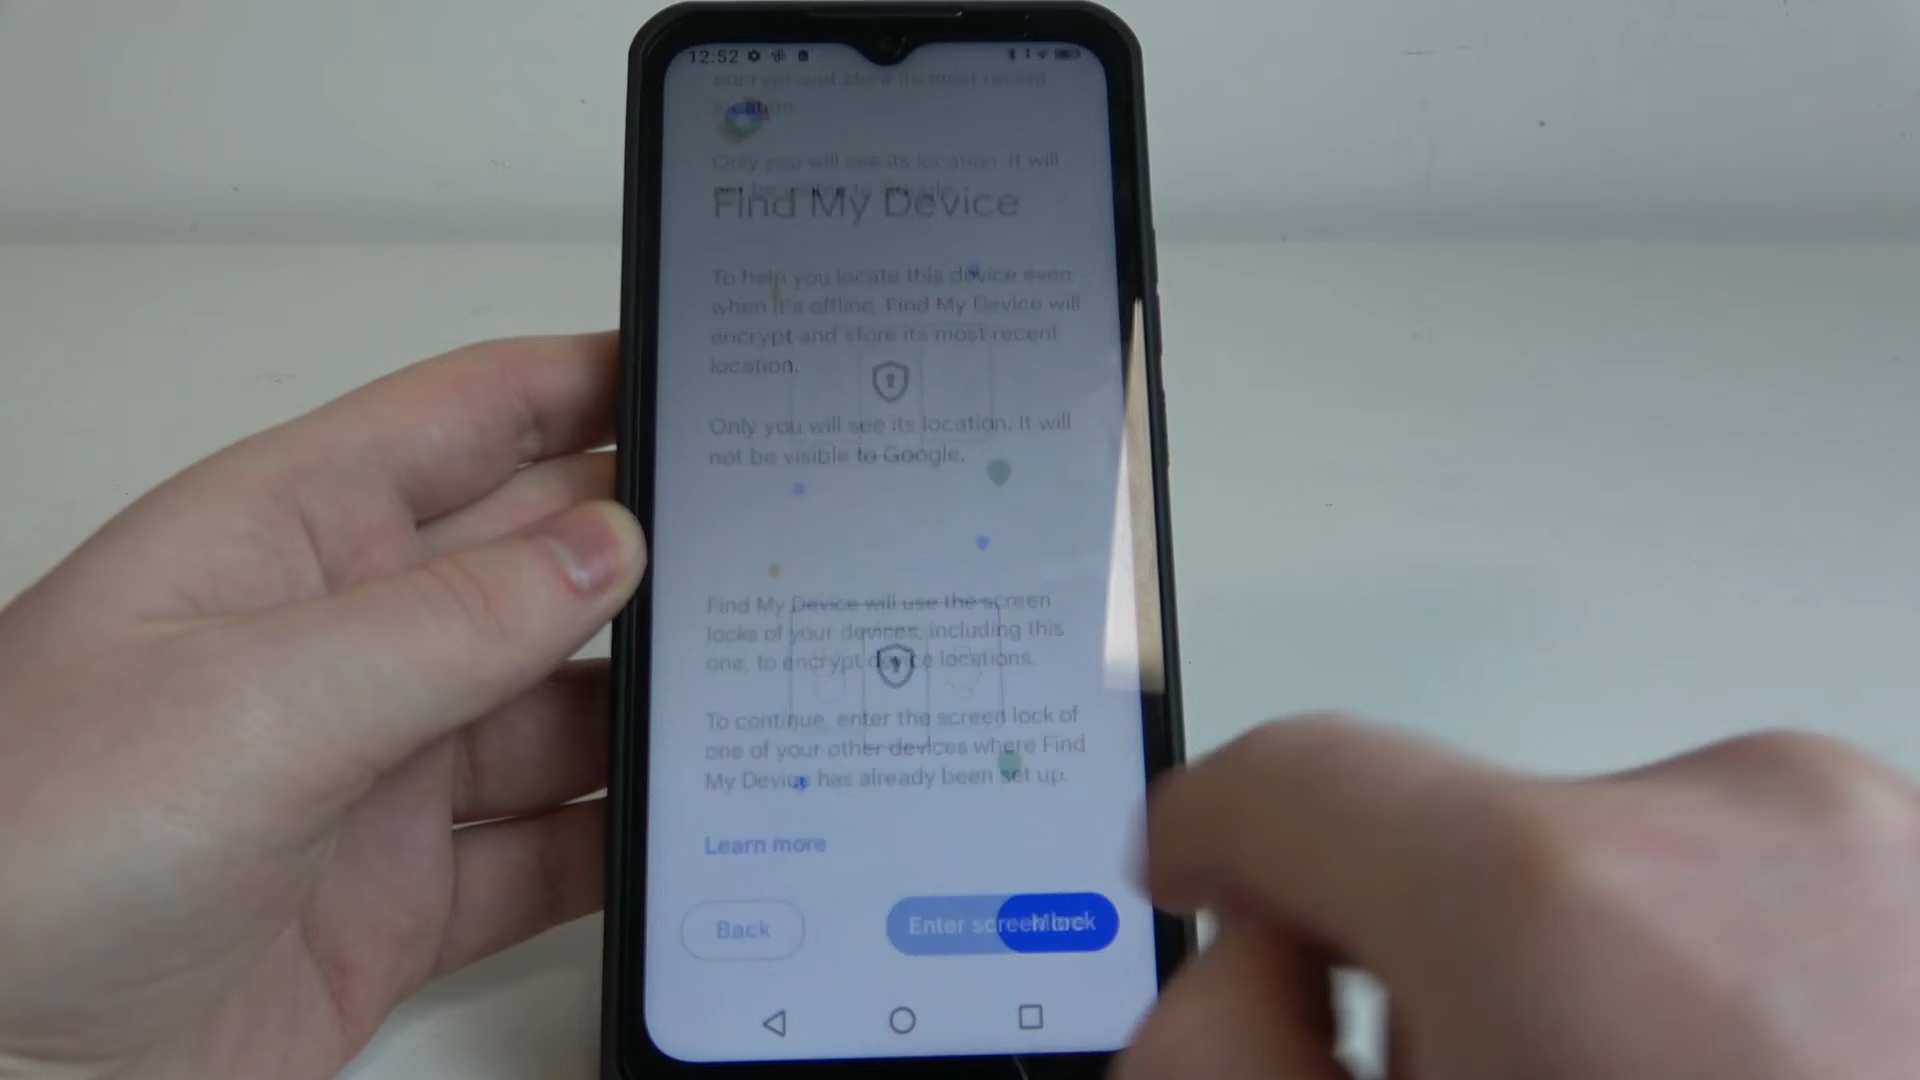 12:52
encrypt and store its most recent
location.
Only you will see its location. It will
not be visible to Google.
Find My Device
To help you locate this device even
when it's offline, Find My Device will
encrypt and store its most recent
location.
Only you will see its location. It will
not be visible to Google.
Find My Device will use the screen
locks of your devices, including this
one, to encrypt device locations.
To continue, enter the screen lock of
one of your other devices where Find
My Device has already been set up.
Learn more
Back
Enter screen lock
More